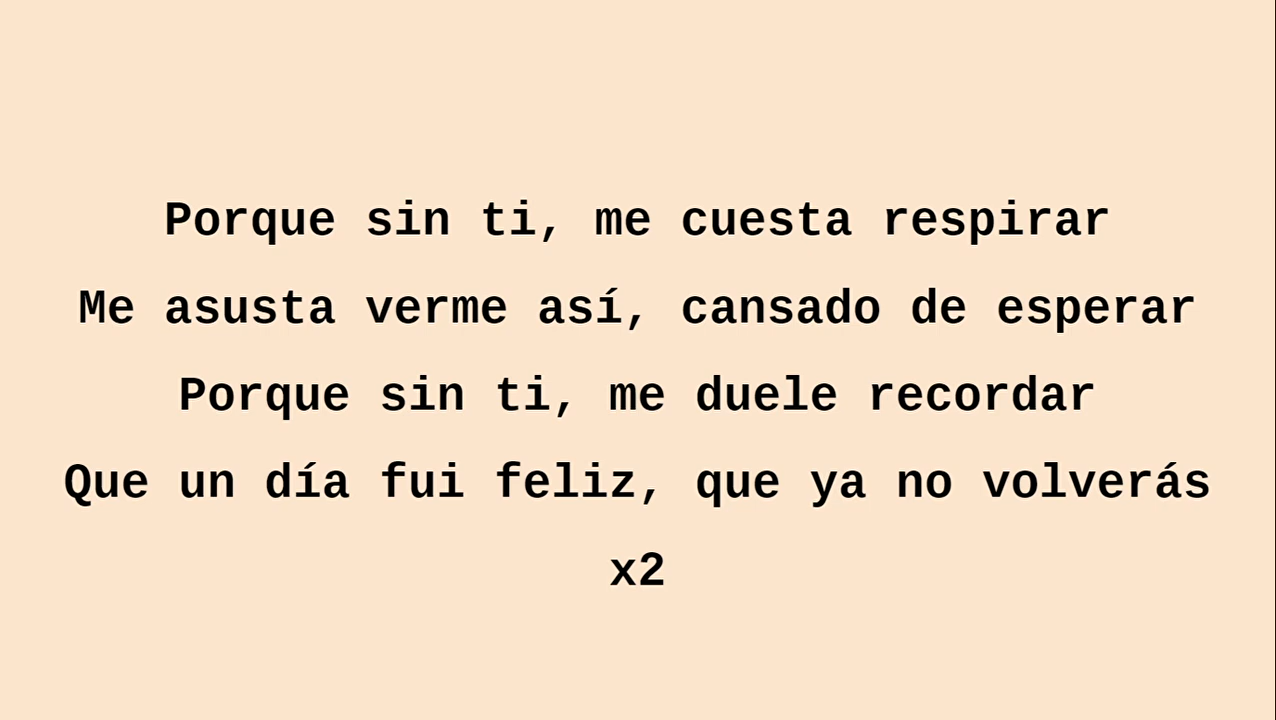 Porque sin ti, me cuesta respirar
Me asusta verme así, cansado de esperar
Porque sin ti, me duele recordar
Que un día fui feliz, que ya no volverás
x2